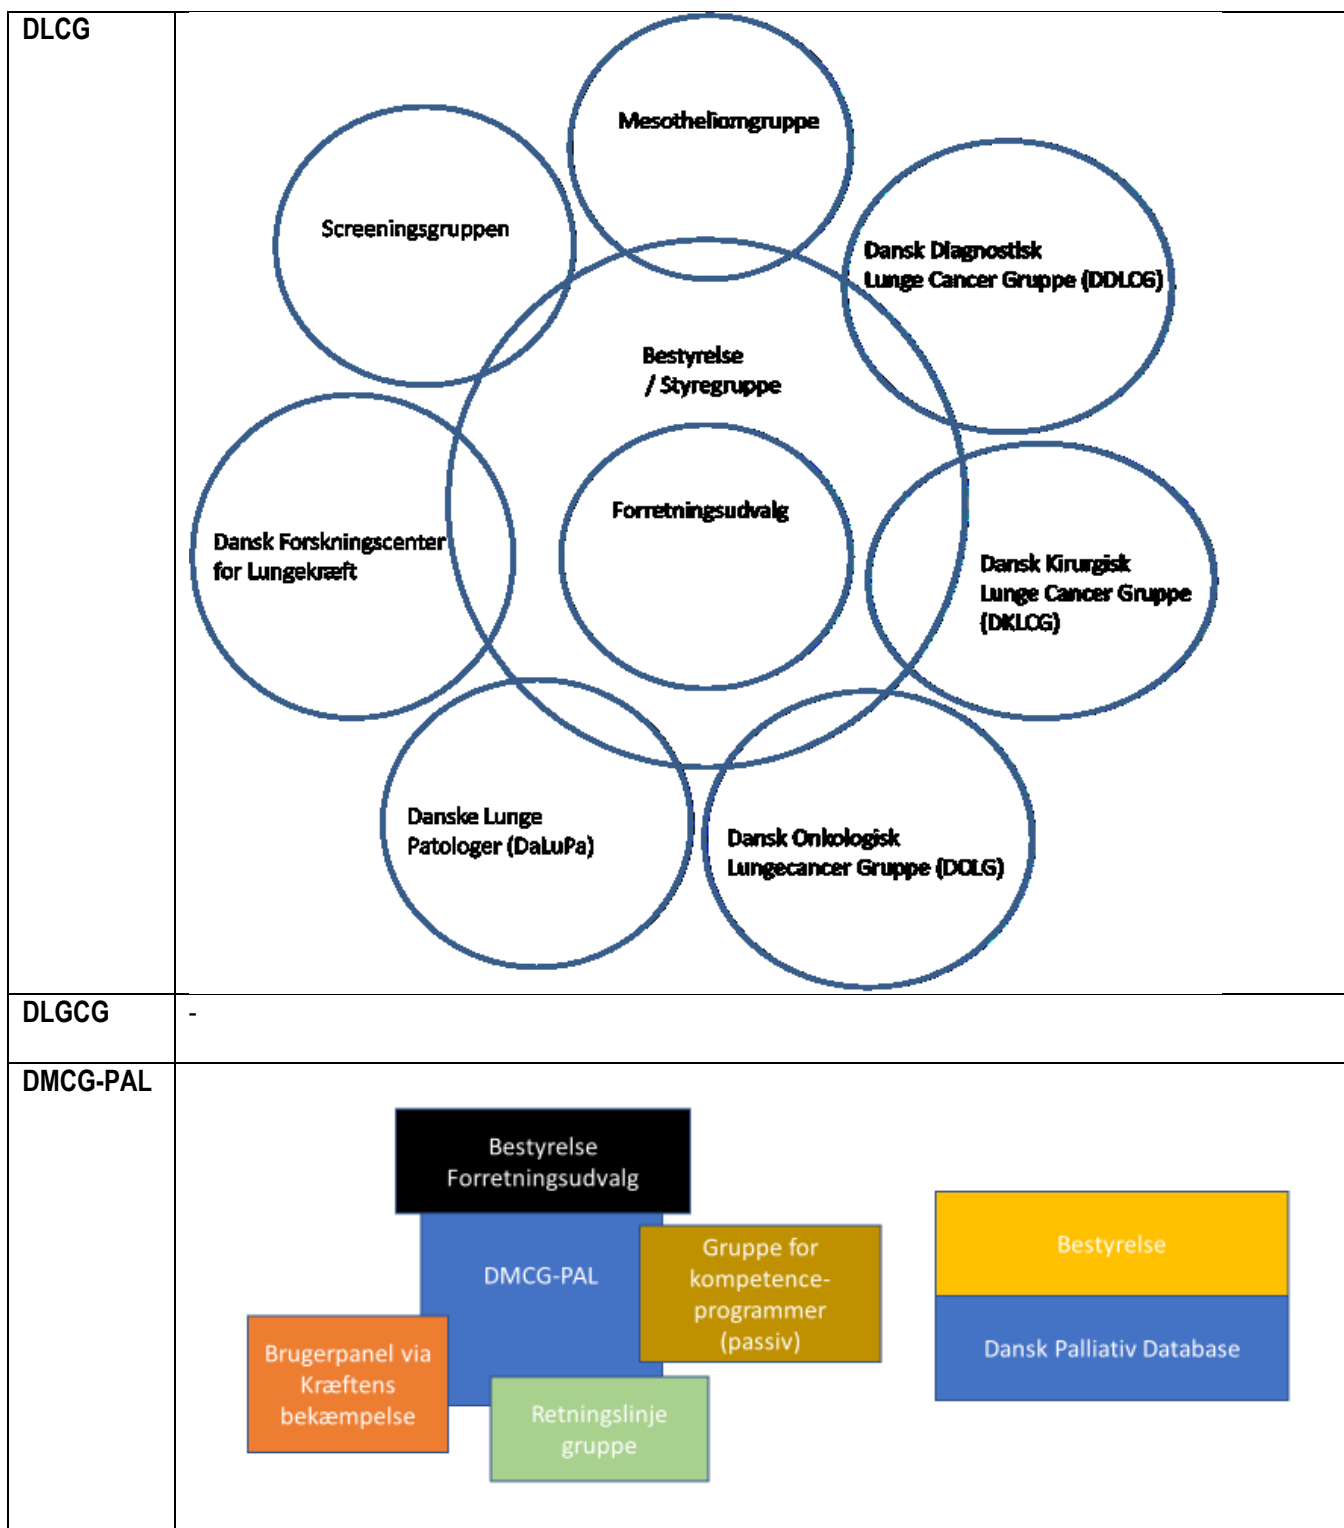 DLCG
Mesotheliomgruppe
Screeningsgruppen
Dansk Diagnostisk
Lunge Cancer Gruppe (DDLCG)
Bestyrelse
/ Styregruppe
Forretningsudvalg
Dansk Forskningscenter
for Lungekræft
Dansk Kirurgisk
Lunge Cancer Gruppe
(DKLCG)
Danske Lunge
Patologer (DaLuPa)
Dansk Onkologisk
Lungecancer Gruppe (DOLG)
DLGCG
-
DMCG-PAL
Bestyrelse
Forretningsudvalg
DMCG-PAL
Gruppe for
kompetence-
programmer
(passiv)
Brugerpanel via
Kræftens
bekæmpelse
Retningslinje
gruppe
Bestyrelse
Dansk Palliativ Database